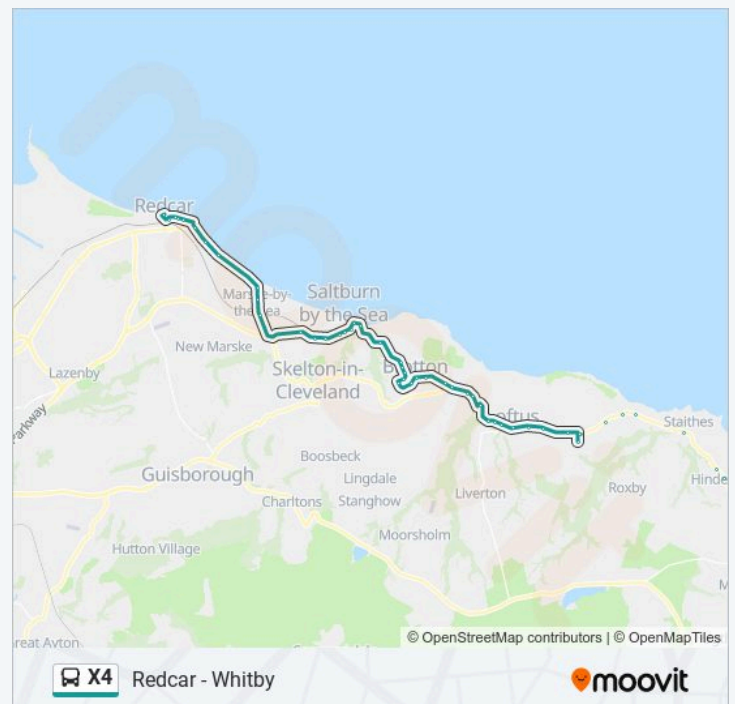 Redcar
Saltburn
by the Sea
Marske-by-
the-Sea
New Marske
Brotton
Skelton-in-
Cleveland
Lazenby
Parkway
Loftus
Staithes
Boosbeck
Guisborough
Lingdale
Hinde
Liverton
Roxby
Charltons
Stanghow
Moorsholm
Hutton Village
M
reat Ayton
© OpenStreetMap contributors | © OpenMapTiles
X4 Redcar - Whitby
moovit